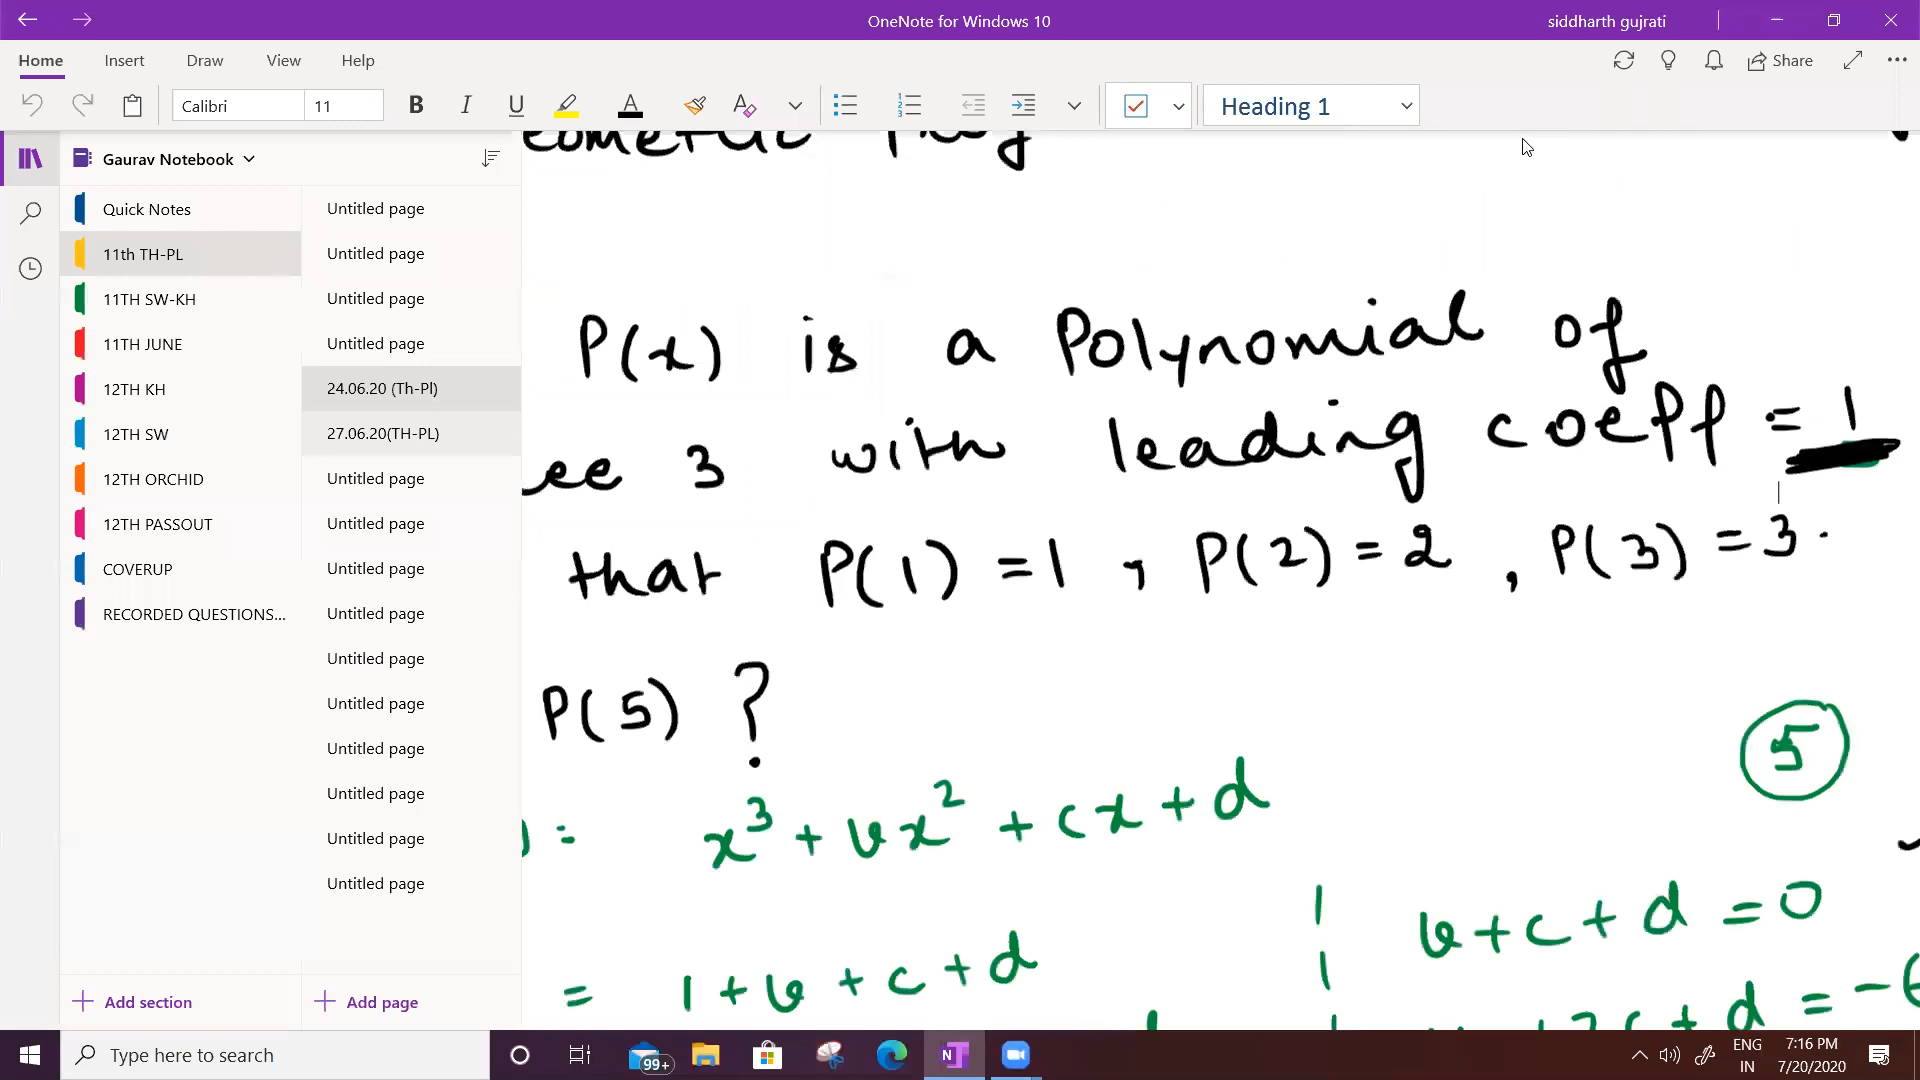 OneNote for Windows 10
siddharth gujrati
Home Insert Draw View Help
Share
Calibri 11 B I U A Heading 1
Gaurav Notebook
Quick Notes
11th TH-PL
11TH SW-KH
11TH JUNE
12TH KH
12TH SW
12TH ORCHID
12TH PASSOUT
COVERUP
RECORDED QUESTIONS...
Add section
Untitled page
Untitled page
Untitled page
Untitled page
24.06.20 (Th-Pl)
27.06.20(TH-PL)
Untitled page
Untitled page
Untitled page
Untitled page
Untitled page
Untitled page
Untitled page
Untitled page
Untitled page
Untitled page
Add page
P(x) is a Polynomial of
ee 3 with leading coeff = 1
that P(1) = 1 , P(2) = 2 , P(3) = 3 .
P(5) ?
5
) = x³ + bx² + cx + d
b + c + d = 0
= 1 + b + c + d
2c + d = -6
Type here to search
99+
ENG
IN
7:16 PM
7/20/2020